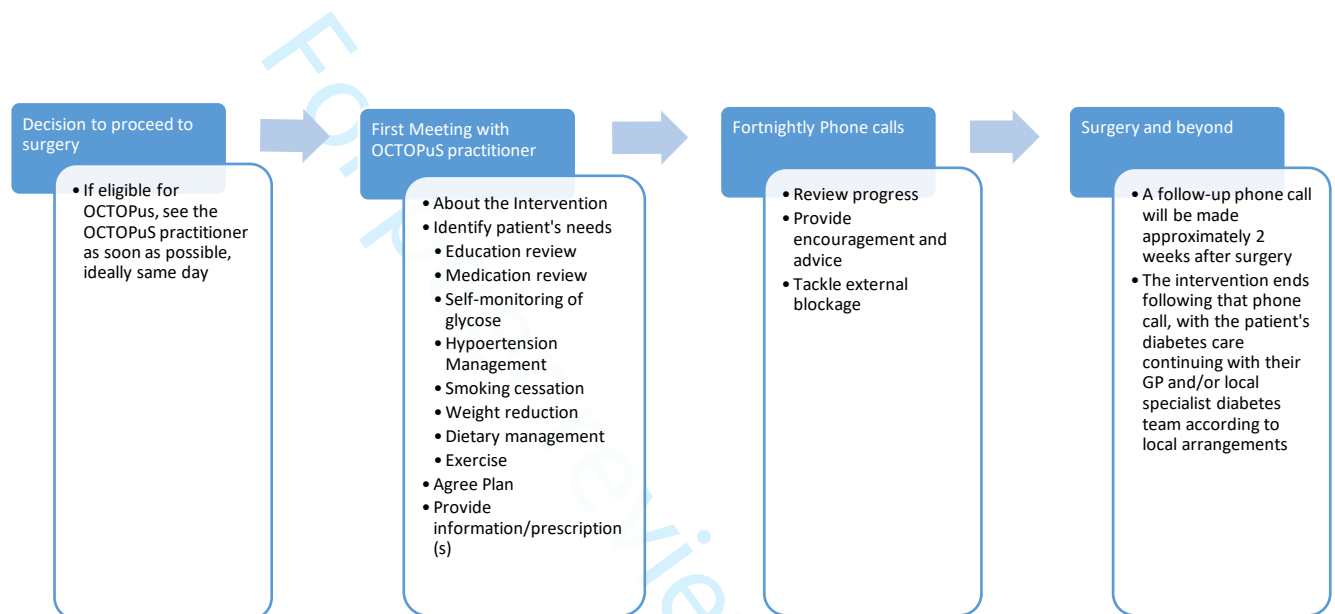 Decision to proceed to
surgery
• If eligible for
OCTOPus, see the
OCTOPuS practitioner
as soon as possible,
ideally same day
First Meeting with
OCTOPuS practitioner
• About the Intervention
• Identify patient's needs
• Education review
• Medication review
• Self-monitoring of
glycose
• Hypoertension
Management
• Smoking cessation
• Weight reduction
• Dietary management
• Exercise
• Agree Plan
• Provide
information/prescription
(s)
Fortnightly Phone calls
• Review progress
• Provide
encouragement and
advice
• Tackle external
blockage
Surgery and beyond
• A follow-up phone call
will be made
approximately 2
weeks after surgery
• The intervention ends
following that phone
call, with the patient's
diabetes care
continuing with their
GP and/or local
specialist diabetes
team according to
local arrangements